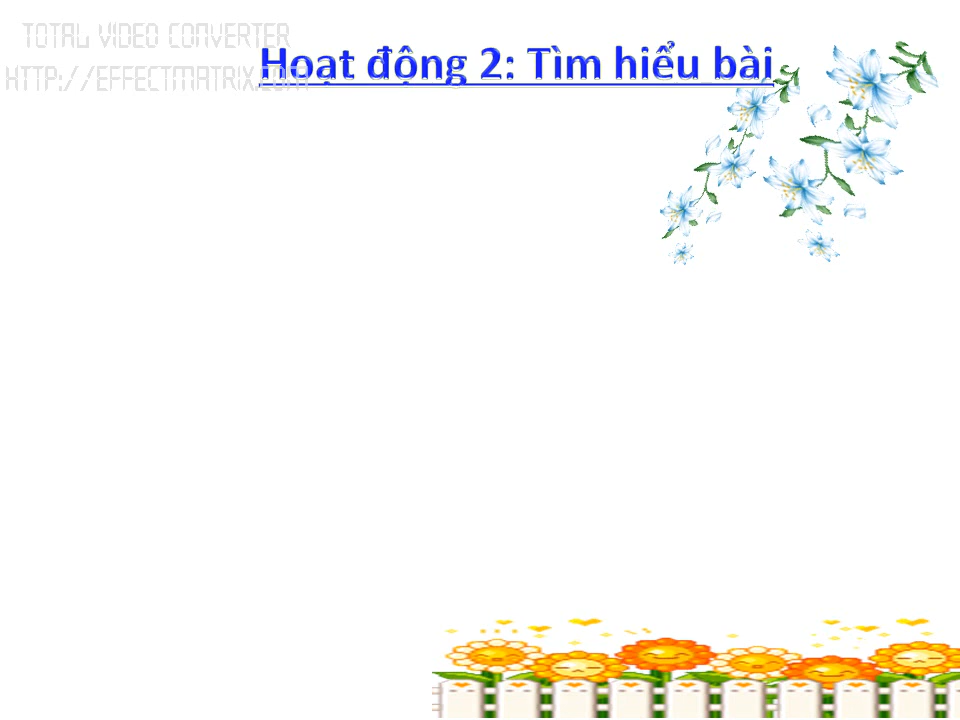 TOTAL VIDEO CONVERTER
Hoạt động 2: Tìm hiểu bài
HTTP://EFFECTMATRIX.COM